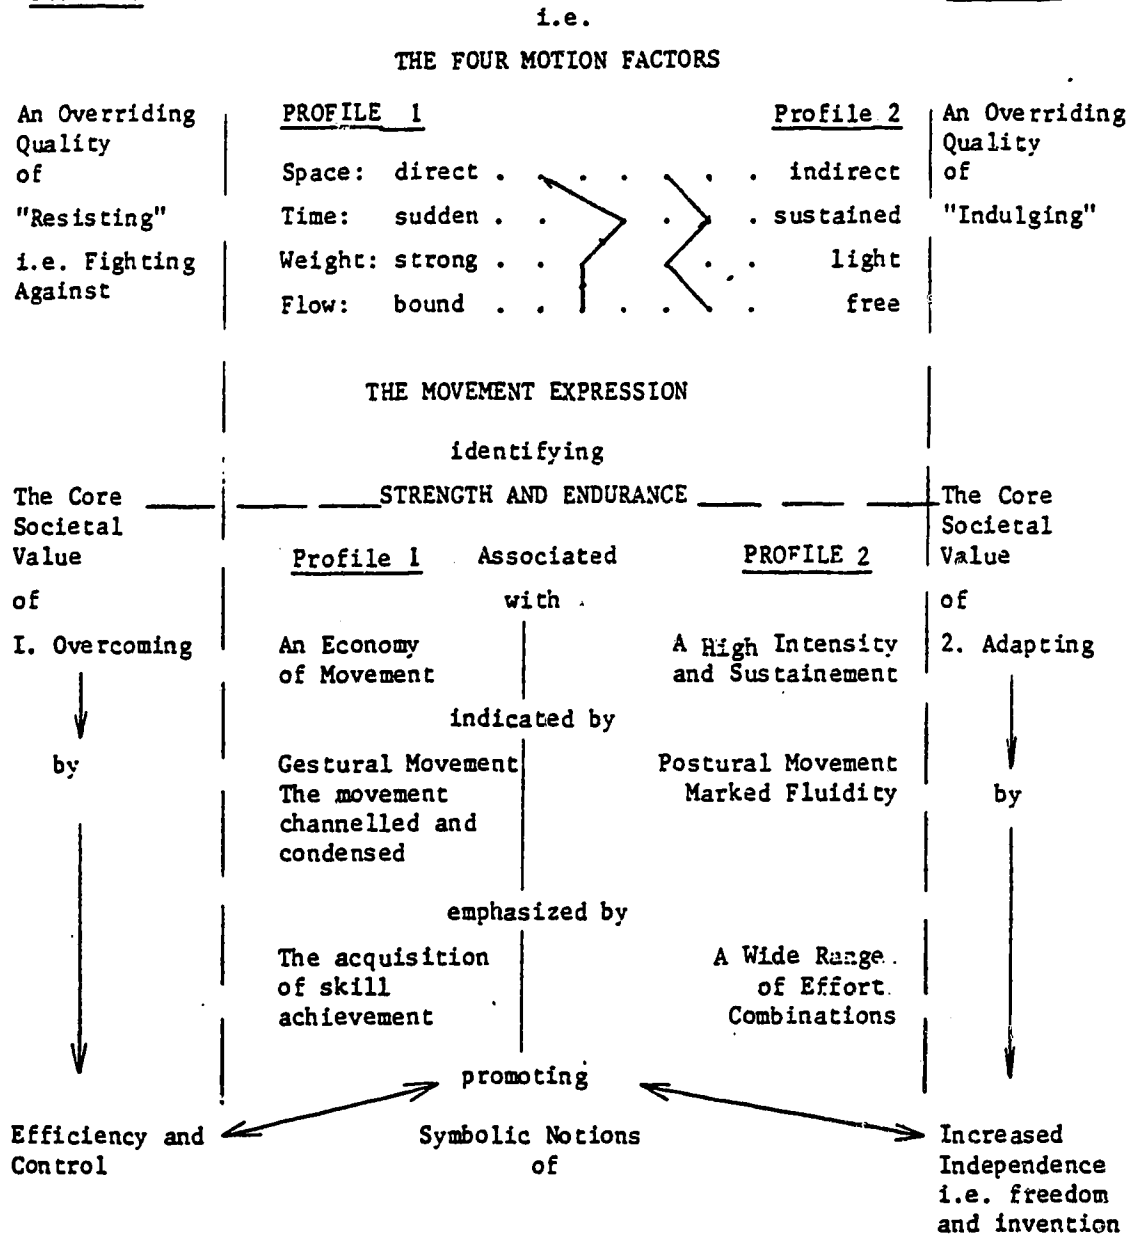 i.e.
THE FOUR MOTION FACTORS
An Overriding
Quality
of
"Resisting"
i.e. Fighting
Against
PROFILE 1
Profile 2
Space: direct . . . . . . . indirect
Time: sudden . . . . . . sustained
Weight: strong . . . . . . . light
Flow: bound . . . . . . . free
An Overriding
Quality
of
"Indulging"
THE MOVEMENT EXPRESSION
identifying
STRENGTH AND ENDURANCE
The Core
Societal
Value
of
I. Overcoming
by
Profile 1
Associated
with
PROFILE 2
The Core
Societal
Value
of
2. Adapting
by
An Economy
of Movement
A High Intensity
and Sustainement
indicated by
Gestural Movement
The movement
channelled and
condensed
Postural Movement
Marked Fluidity
emphasized by
The acquisition
of skill
achievement
A Wide Range
of Effort
Combinations
promoting
Efficiency and
Control
Symbolic Notions
of
Increased
Independence
i.e. freedom
and invention